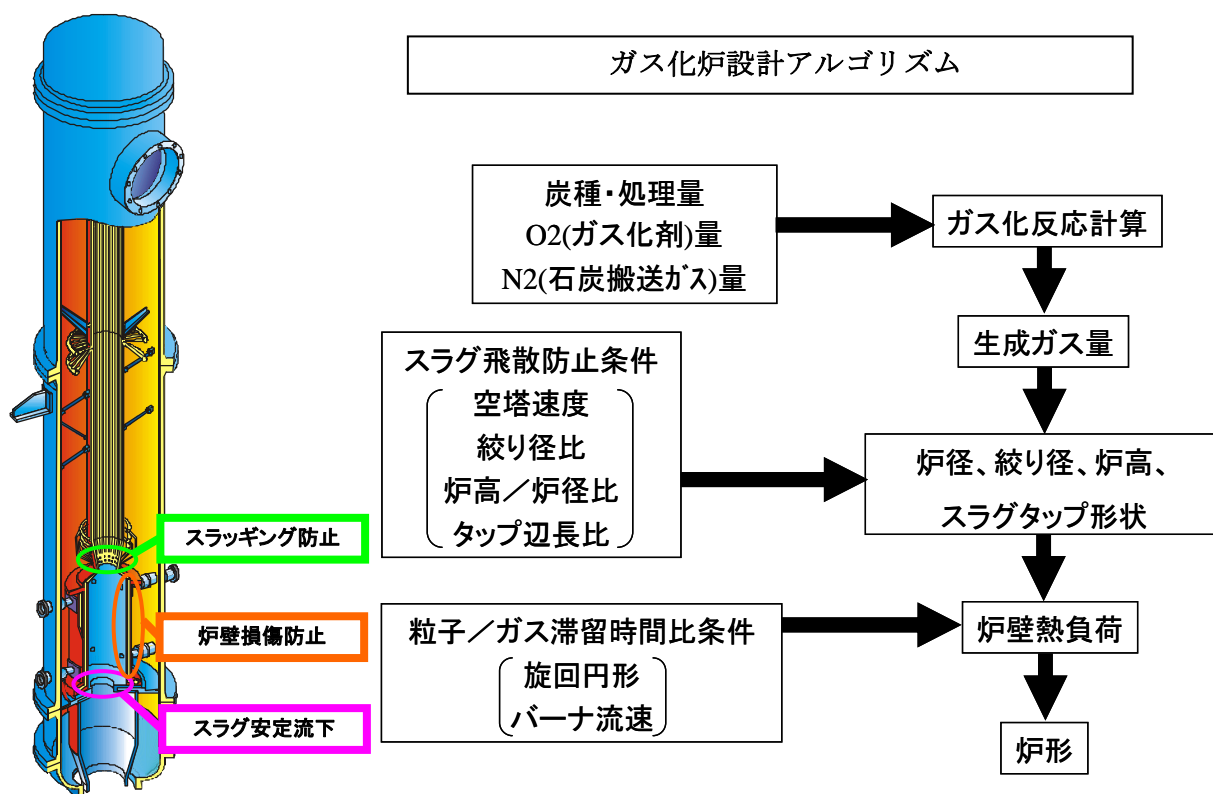 ガス化炉設計アルゴリズム
炭種・処理量
O2(ガス化剤)量
N2(石炭搬送ガス)量
ガス化反応計算
生成ガス量
スラグ飛散防止条件
空塔速度
絞り径比
炉高／炉径比
タップ辺長比
炉径、絞り径、炉高、
スラグタップ形状
スラッギング防止
炉壁損傷防止
スラグ安定流下
粒子／ガス滞留時間比条件
旋回円形
バーナ流速
炉壁熱負荷
炉形